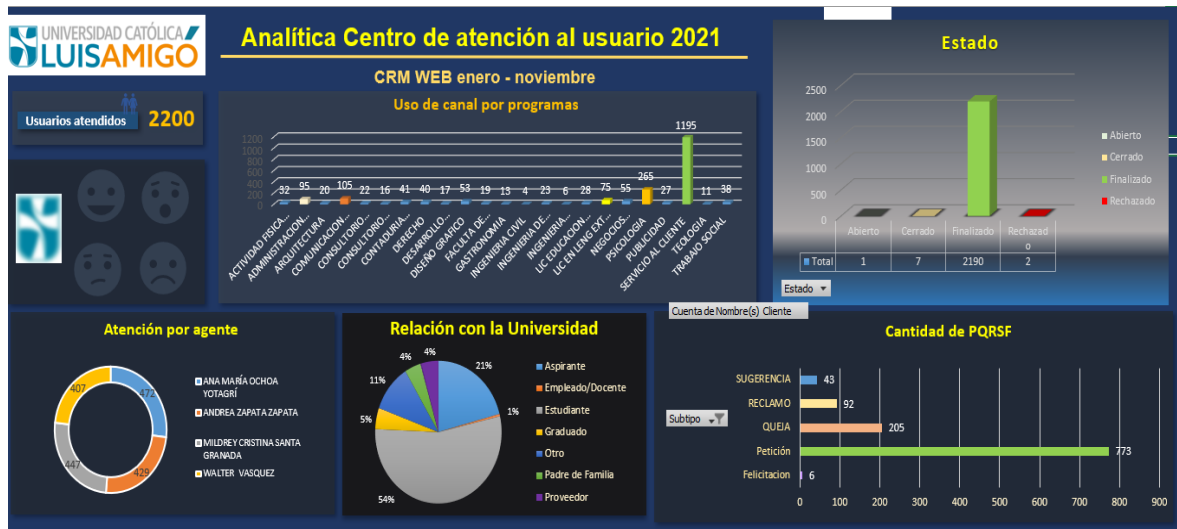 UNIVERSIDAD CATÓLICA
LUIS AMIGO
Analítica Centro de atención al usuario 2021
CRM WEB enero - noviembre
Usuarios atendidos 2200
Uso de canal por programas
1200
1000
800
600
400
200
0
32 95 20 105 22 16 41 40 17 53 19 13 4 23 6 28 75 55 265 27 1195 11 38
ACTIVIDAD FISICA…
ADMINISTRACION…
ARQUITECTURA
COMUNICACION…
CONSULTORIO…
CONSULTORIO…
CONTADURIA…
DERECHO
DESARROLLO…
DISEÑO GRAFICO
FACULTA DE…
GASTRONOMIA
INGENIERIA CIVIL
INGENIERIA DE…
INGENIERIA…
LIC EDUCACION…
LIC EN LENG EXT…
NEGOCIOS…
PSICOLOGIA
PUBLICIDAD
SERVICIO AL CLIENTE
TEOLOGIA
TRABAJO SOCIAL
Estado
2500
2000
1500
1000
500
0
Abierto
Cerrado
Finalizado
Rechazado
Abierto Cerrado Finalizado Rechazad
o
Total 1 7 2190 2
Estado
Atención por agente
407
472
447
429
ANA MARÍA OCHOA
YOTAGRÍ
ANDREA ZAPATA ZAPATA
MILDREY CRISTINA SANTA
GRANADA
WALTER VASQUEZ
Relación con la Universidad
4% 4% 21%
11%
1%
5%
54%
Aspirante
Empleado/Docente
Estudiante
Graduado
Otro
Padre de Familia
Proveedor
Cuenta de Nombre(s) Cliente
Cantidad de PQRSF
Subtipo
SUGERENCIA 43
RECLAMO 92
QUEJA 205
Petición 773
Felicitacion 6
0 100 200 300 400 500 600 700 800 900